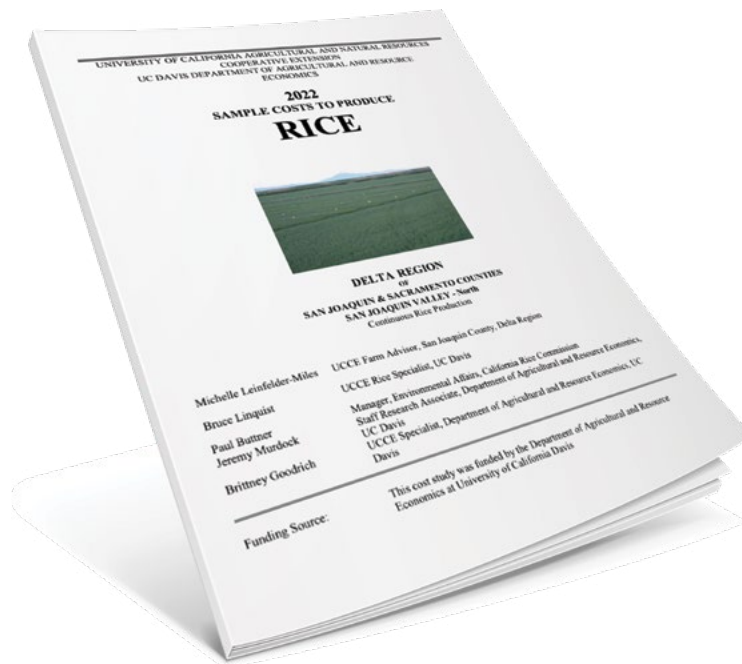 UNIVERSITY OF CALIFORNIA AGRICULTURAL AND NATURAL RESOURCES
COOPERATIVE EXTENSION
UC DAVIS DEPARTMENT OF AGRICULTURAL AND RESOURCE
ECONOMICS
2022
SAMPLE COSTS TO PRODUCE
RICE
DELTA REGION
OF
SAN JOAQUIN & SACRAMENTO COUNTIES
SAN JOAQUIN VALLEY - North
Continuous Rice Production
Michelle Leinfelder-Miles UCCE Farm Advisor, San Joaquin County, Delta Region
Bruce Linquist UCCE Rice Specialist, UC Davis
Paul Buttner Manager, Environmental Affairs, California Rice Commission
Jeremy Murdock Staff Research Associate, Department of Agricultural and Resource Economics,
UC Davis
Brittney Goodrich UCCE Specialist, Department of Agricultural and Resource Economics, UC
Davis
Funding Source: This cost study was funded by the Department of Agricultural and Resource
Economics at University of California Davis